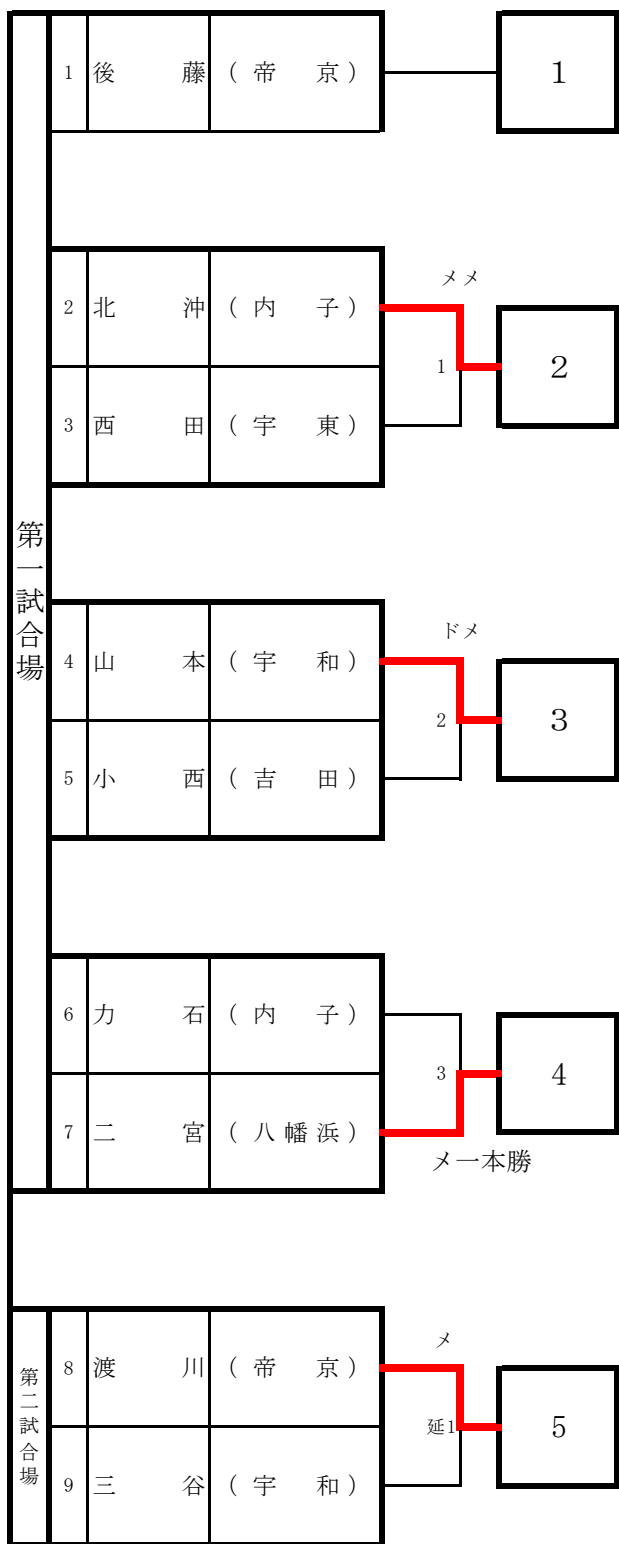 第一試合場
1 後藤 (帝京) 1
2 北沖 (内子) メメ
1 2
3 西田 (宇東)
4 山本 (宇和) ドメ
2 3
5 小西 (吉田)
6 力石 (内子)
3 4
7 二宮 (八幡浜) メ一本勝
第二試合場
8 渡川 (帝京) メ
延1 5
9 三谷 (宇和)